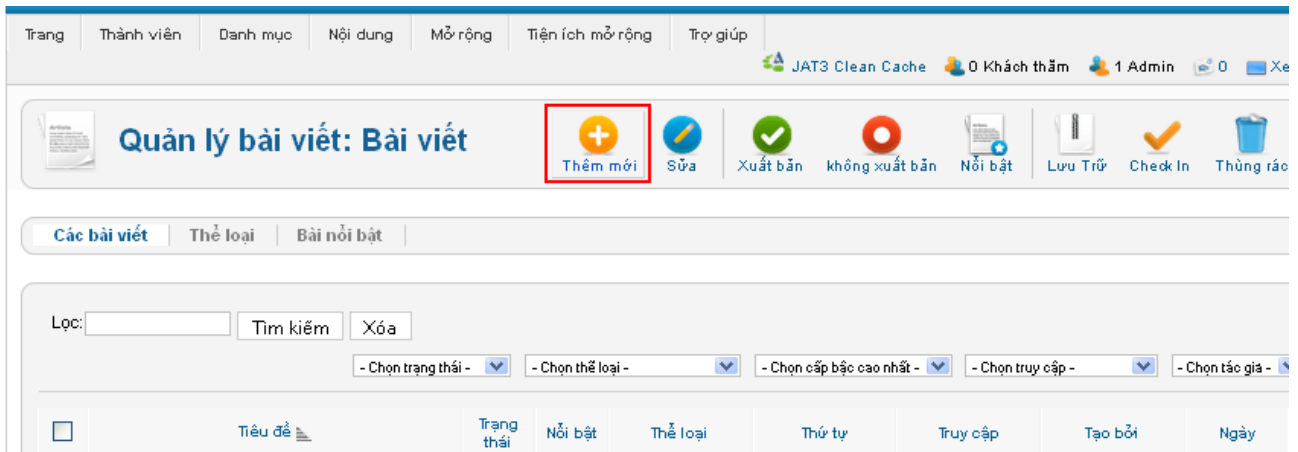 Trang Thành viên Danh mục Nội dung Mở rộng Tiện ích mở rộng Trợ giúp
JAT3 Clean Cache 0 Khách thăm 1 Admin 0 Xe
Quản lý bài viết: Bài viết
Thêm mới Sửa Xuất bản không xuất bản Nổi bật Lưu Trữ Check In Thùng rác
Các bài viết Thể loại Bài nổi bật
Lọc: Tìm kiếm Xóa
- Chọn trạng thái - - Chọn thể loại - - Chọn cấp bậc cao nhất - - Chọn truy cập - - Chọn tác giả -
Tiêu đề Trạng thái Nổi bật Thể loại Thứ tự Truy cập Tạo bởi Ngày